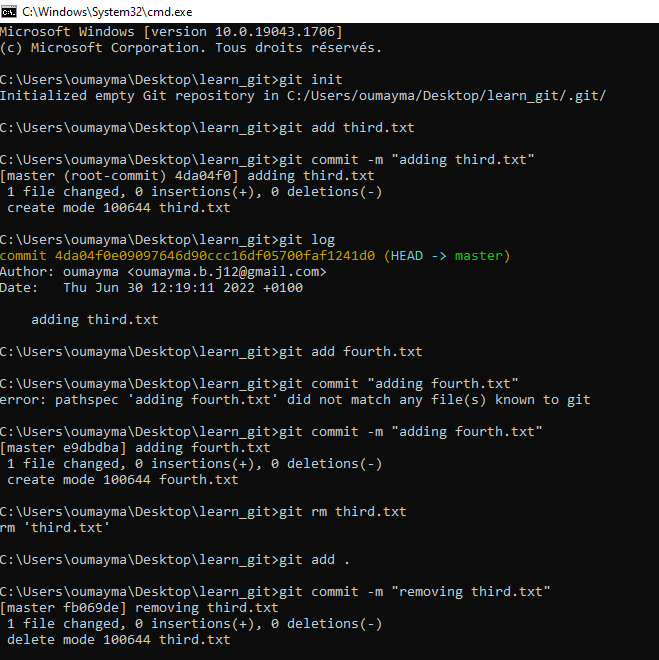 C:\Windows\System32\cmd.exe
Microsoft Windows [version 10.0.19043.1706]
(c) Microsoft Corporation. Tous droits réservés.
C:\Users\oumayma\Desktop\learn_git>git init
Initialized empty Git repository in C:/Users/oumayma/Desktop/learn_git/.git/
C:\Users\oumayma\Desktop\learn_git>git add third.txt
C:\Users\oumayma\Desktop\learn_git>git commit -m "adding third.txt"
[master (root-commit) 4da04f0] adding third.txt
 1 file changed, 0 insertions(+), 0 deletions(-)
 create mode 100644 third.txt
C:\Users\oumayma\Desktop\learn_git>git log
commit 4da04f0e09097646d90ccc16df05700faf1241d0 (HEAD -> master)
Author: oumayma <oumayma.b.j12@gmail.com>
Date:   Thu Jun 30 12:19:11 2022 +0100
    adding third.txt
C:\Users\oumayma\Desktop\learn_git>git add fourth.txt
C:\Users\oumayma\Desktop\learn_git>git commit "adding fourth.txt"
error: pathspec 'adding fourth.txt' did not match any file(s) known to git
C:\Users\oumayma\Desktop\learn_git>git commit -m "adding fourth.txt"
[master e9dbdba] adding fourth.txt
 1 file changed, 0 insertions(+), 0 deletions(-)
 create mode 100644 fourth.txt
C:\Users\oumayma\Desktop\learn_git>git rm third.txt
rm 'third.txt'
C:\Users\oumayma\Desktop\learn_git>git add .
C:\Users\oumayma\Desktop\learn_git>git commit -m "removing third.txt"
[master fb069de] removing third.txt
 1 file changed, 0 insertions(+), 0 deletions(-)
 delete mode 100644 third.txt